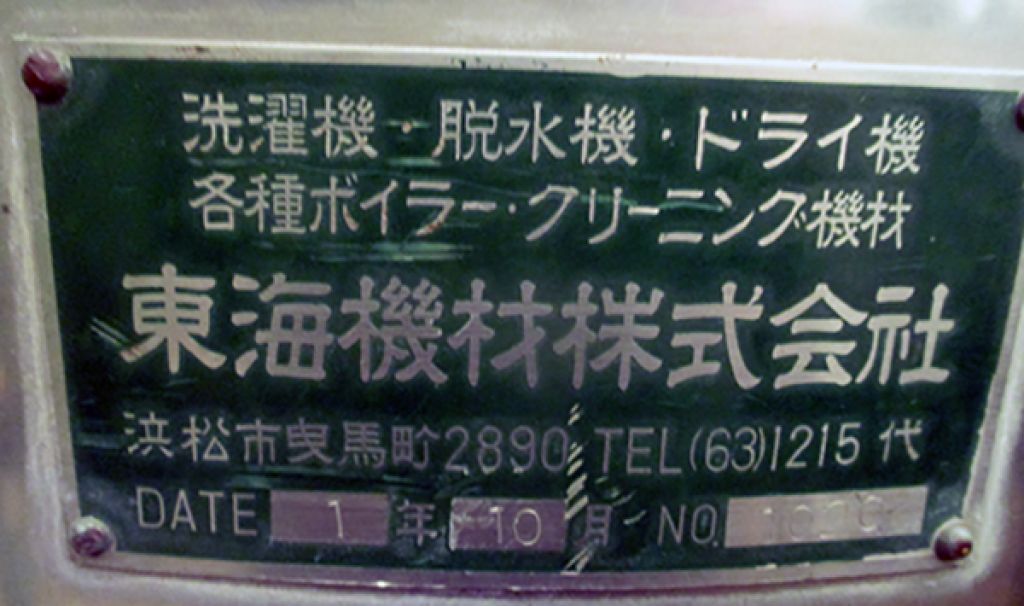 洗濯機・脱水機・ドライ機
各種ボイラー・クリーニング機材
東海機材株式会社
浜松市曳馬町2890 TEL(63)1215 代
DATE 1 年 10 月 NO.